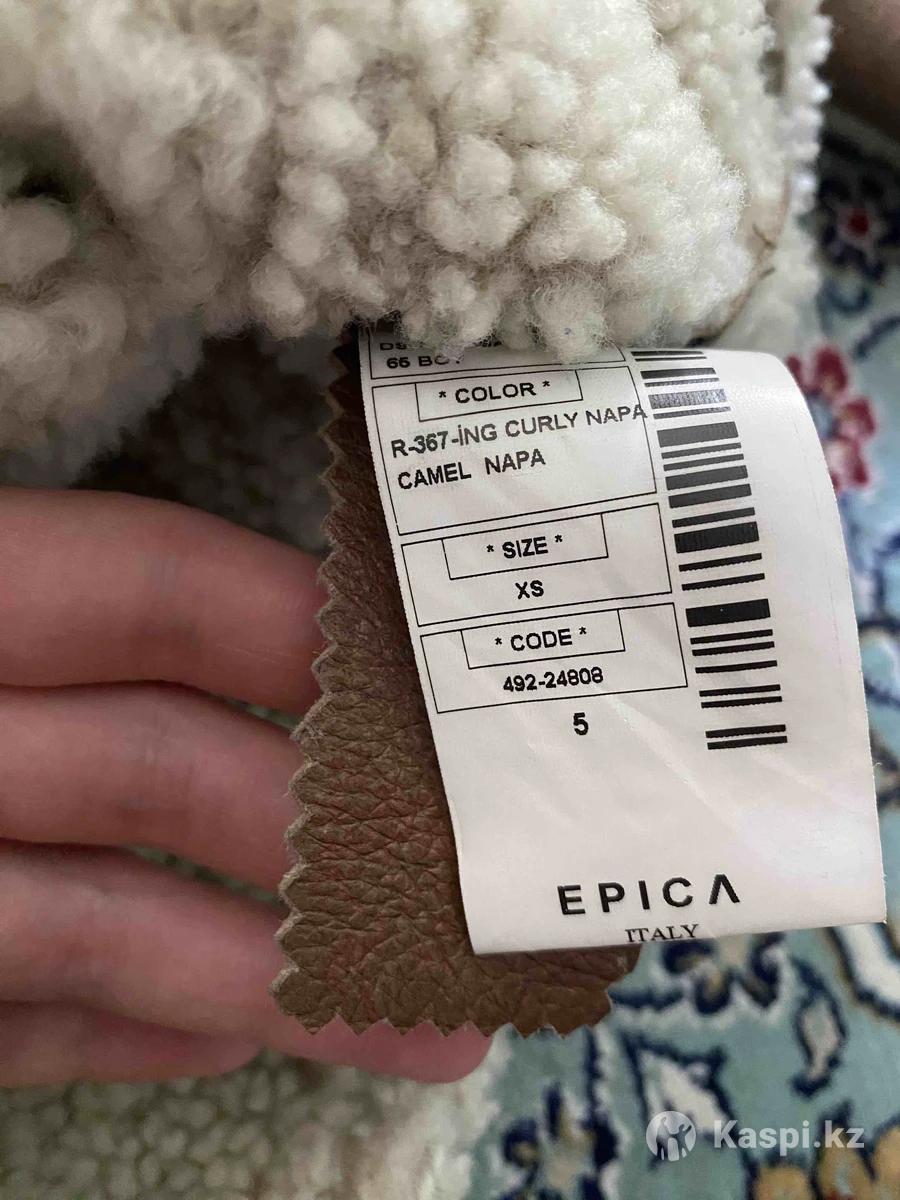 65 BOY
* COLOR *
R-367-İNG CURLY NAPA
CAMEL NAPA
* SIZE *
XS
* CODE *
492-24808
5
EPICA
ITALY
Kaspi.kz